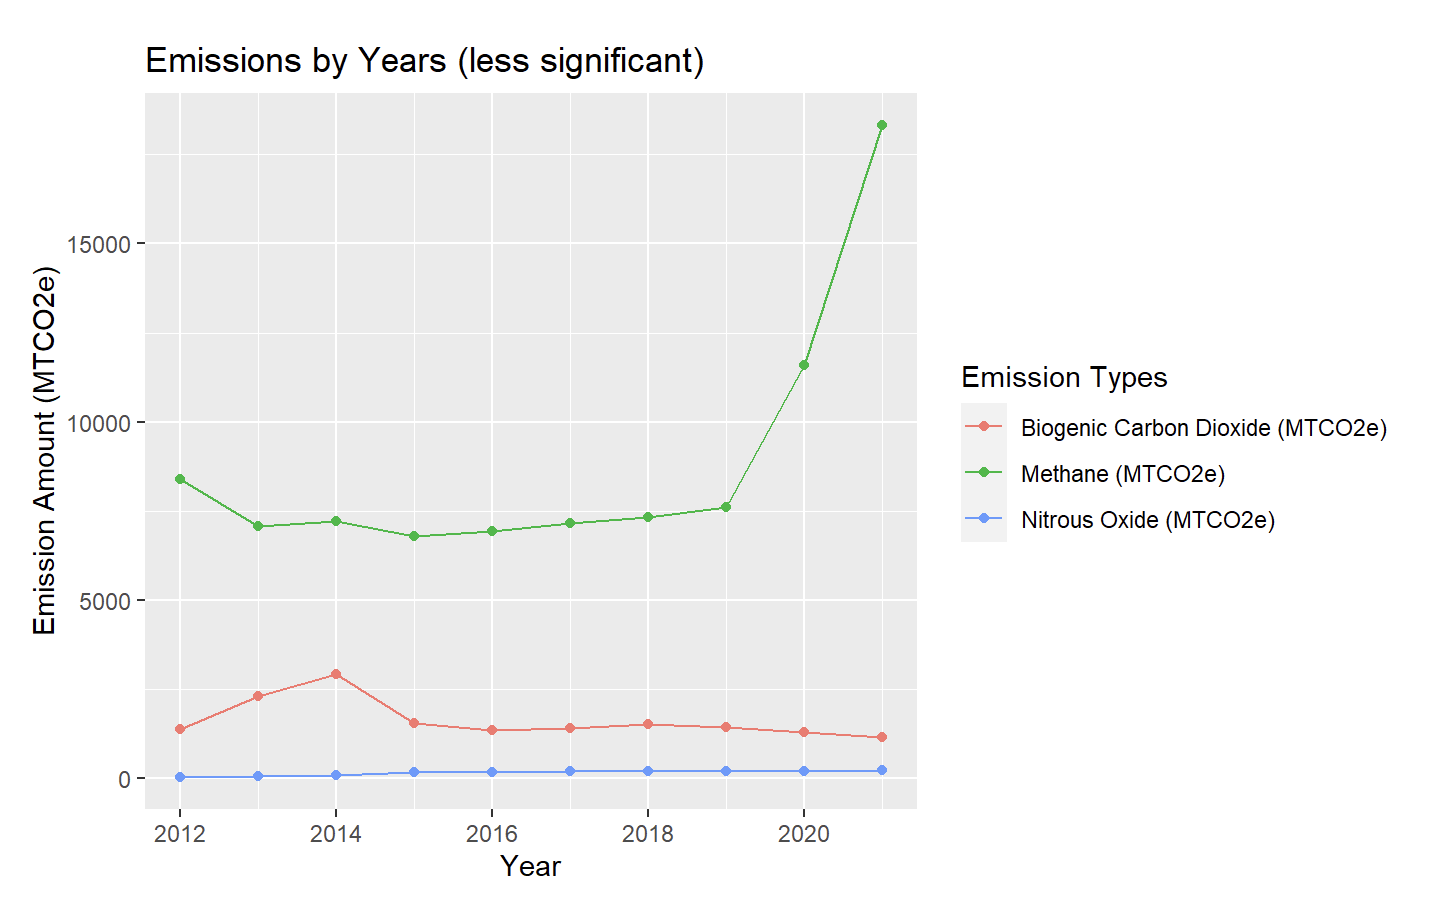 Emissions by Years (less significant)
Emission Amount (MTCO2e)
15000
10000
5000
0
2012 2014 2016 2018 2020
Year
Emission Types
Biogenic Carbon Dioxide (MTCO2e)
Methane (MTCO2e)
Nitrous Oxide (MTCO2e)